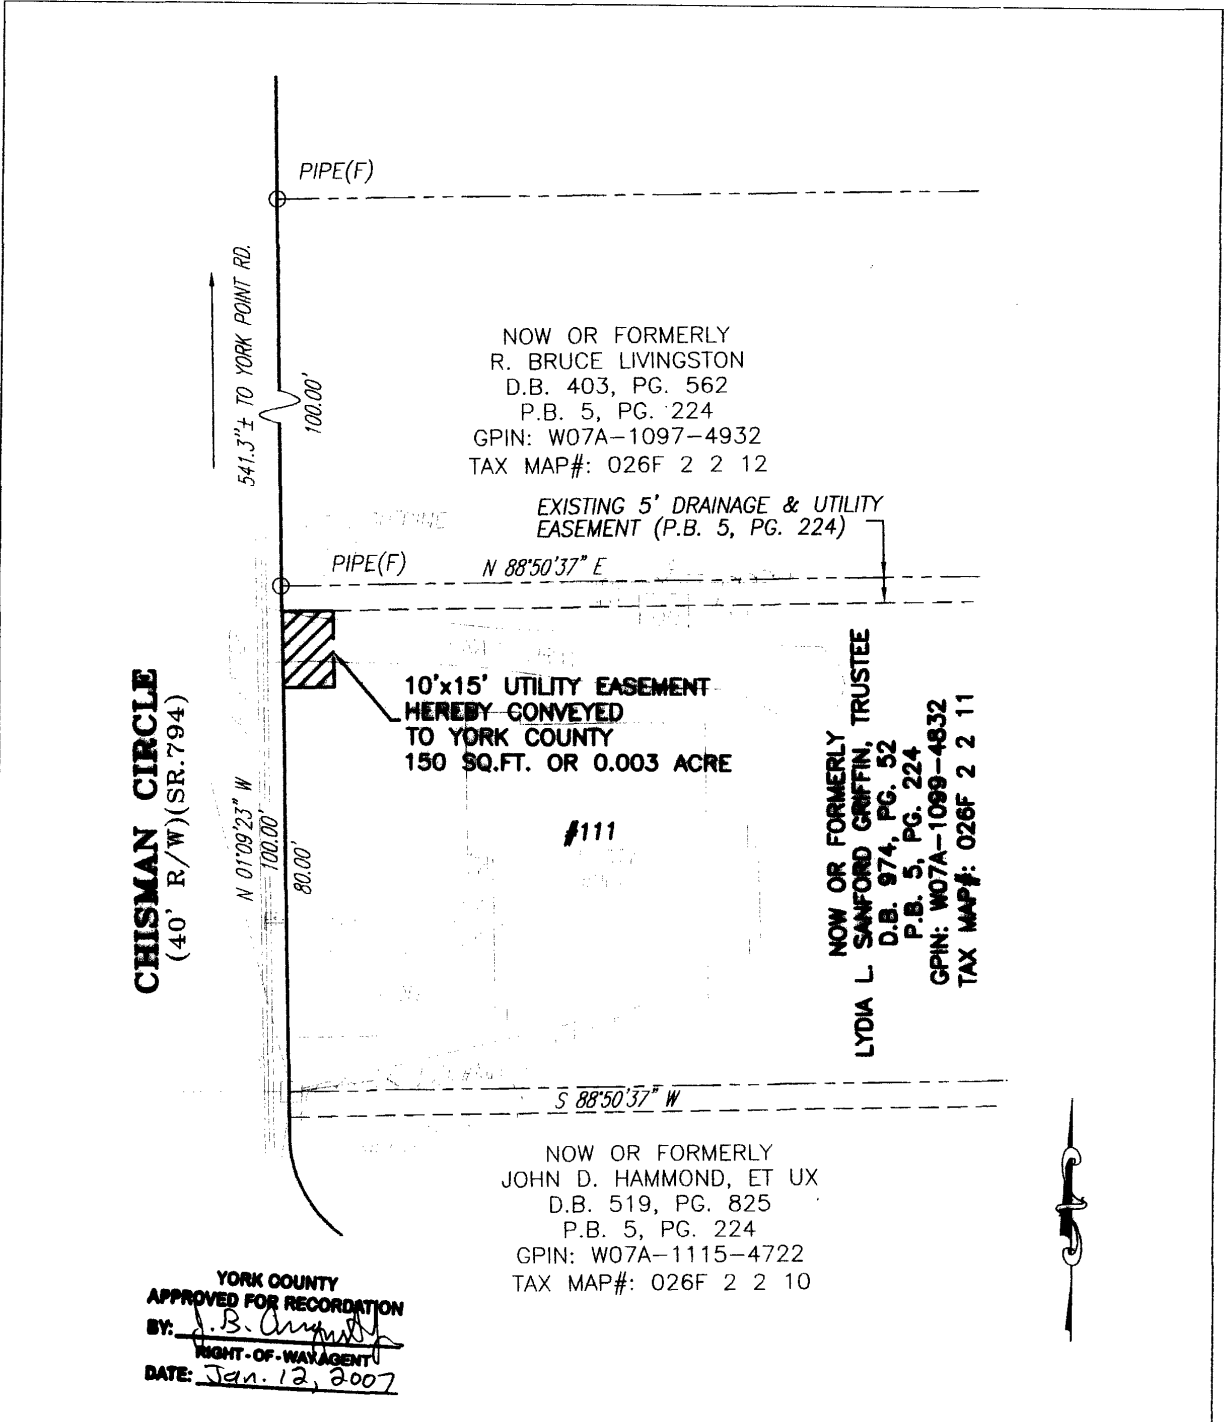 PIPE(F)
541.3"± TO YORK POINT RD.
100.00'
NOW OR FORMERLY
R. BRUCE LIVINGSTON
D.B. 403, PG. 562
P.B. 5, PG. 224
GPIN: W07A-1097-4932
TAX MAP#: 026F 2 2 12
EXISTING 5' DRAINAGE & UTILITY
EASEMENT (P.B. 5, PG. 224)
PIPE(F)
N 88°50'37" E
10'x15' UTILITY EASEMENT
HEREBY CONVEYED
TO YORK COUNTY
150 SQ.FT. OR 0.003 ACRE
CHISMAN CIRCLE
(40' R/W)(SR.794)
N 01°09'23" W
100.00'
80.00'
#111
NOW OR FORMERLY
LYDIA L. SANFORD GRIFFIN, TRUSTEE
D.B. 974, PG. 52
P.B. 5, PG. 224
GPIN: W07A-1099-4832
TAX MAP#: 026F 2 2 11
S 88°50'37" W
NOW OR FORMERLY
JOHN D. HAMMOND, ET UX
D.B. 519, PG. 825
P.B. 5, PG. 224
GPIN: W07A-1115-4722
TAX MAP#: 026F 2 2 10
YORK COUNTY
APPROVED FOR RECORDATION
BY: J.B.
RIGHT-OF-WAY AGENT
DATE: Jan. 12, 2007